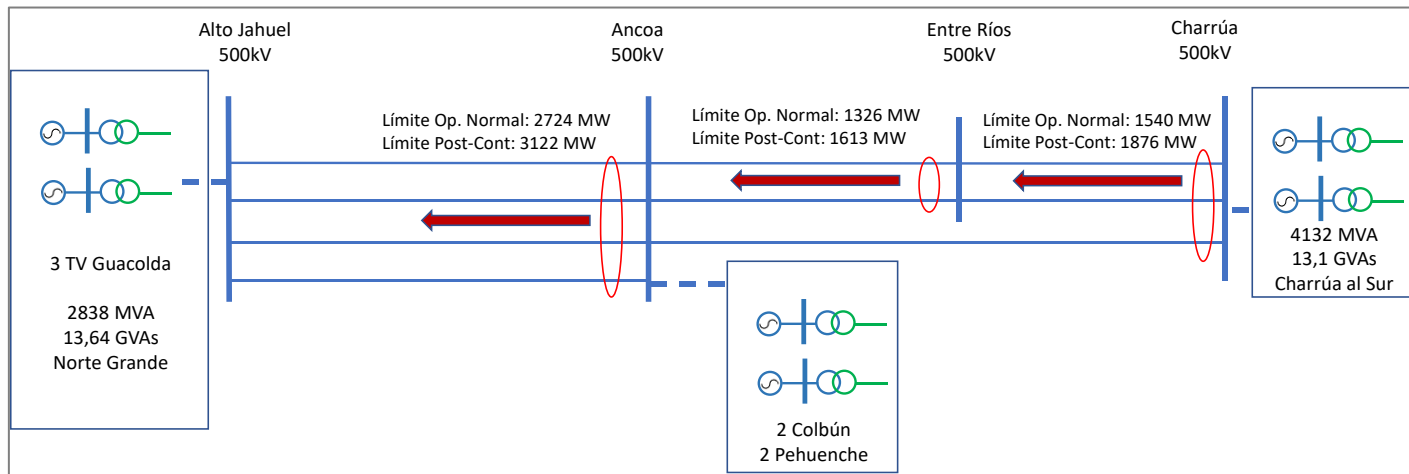 Alto Jahuel
500kV
Ancoa
500kV
Entre Ríos
500kV
Charrúa
500kV
Límite Op. Normal: 2724 MW
Límite Post-Cont: 3122 MW
Límite Op. Normal: 1326 MW
Límite Post-Cont: 1613 MW
Límite Op. Normal: 1540 MW
Límite Post-Cont: 1876 MW
3 TV Guacolda
2838 MVA
13,64 GVAs
Norte Grande
2 Colbún
2 Pehuenche
4132 MVA
13,1 GVAs
Charrúa al Sur